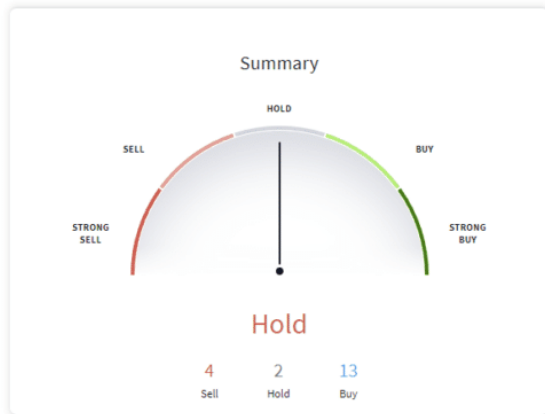 Summary
HOLD
SELL
BUY
STRONG
SELL
STRONG
BUY
Hold
4
2
13
Sell
Hold
Buy